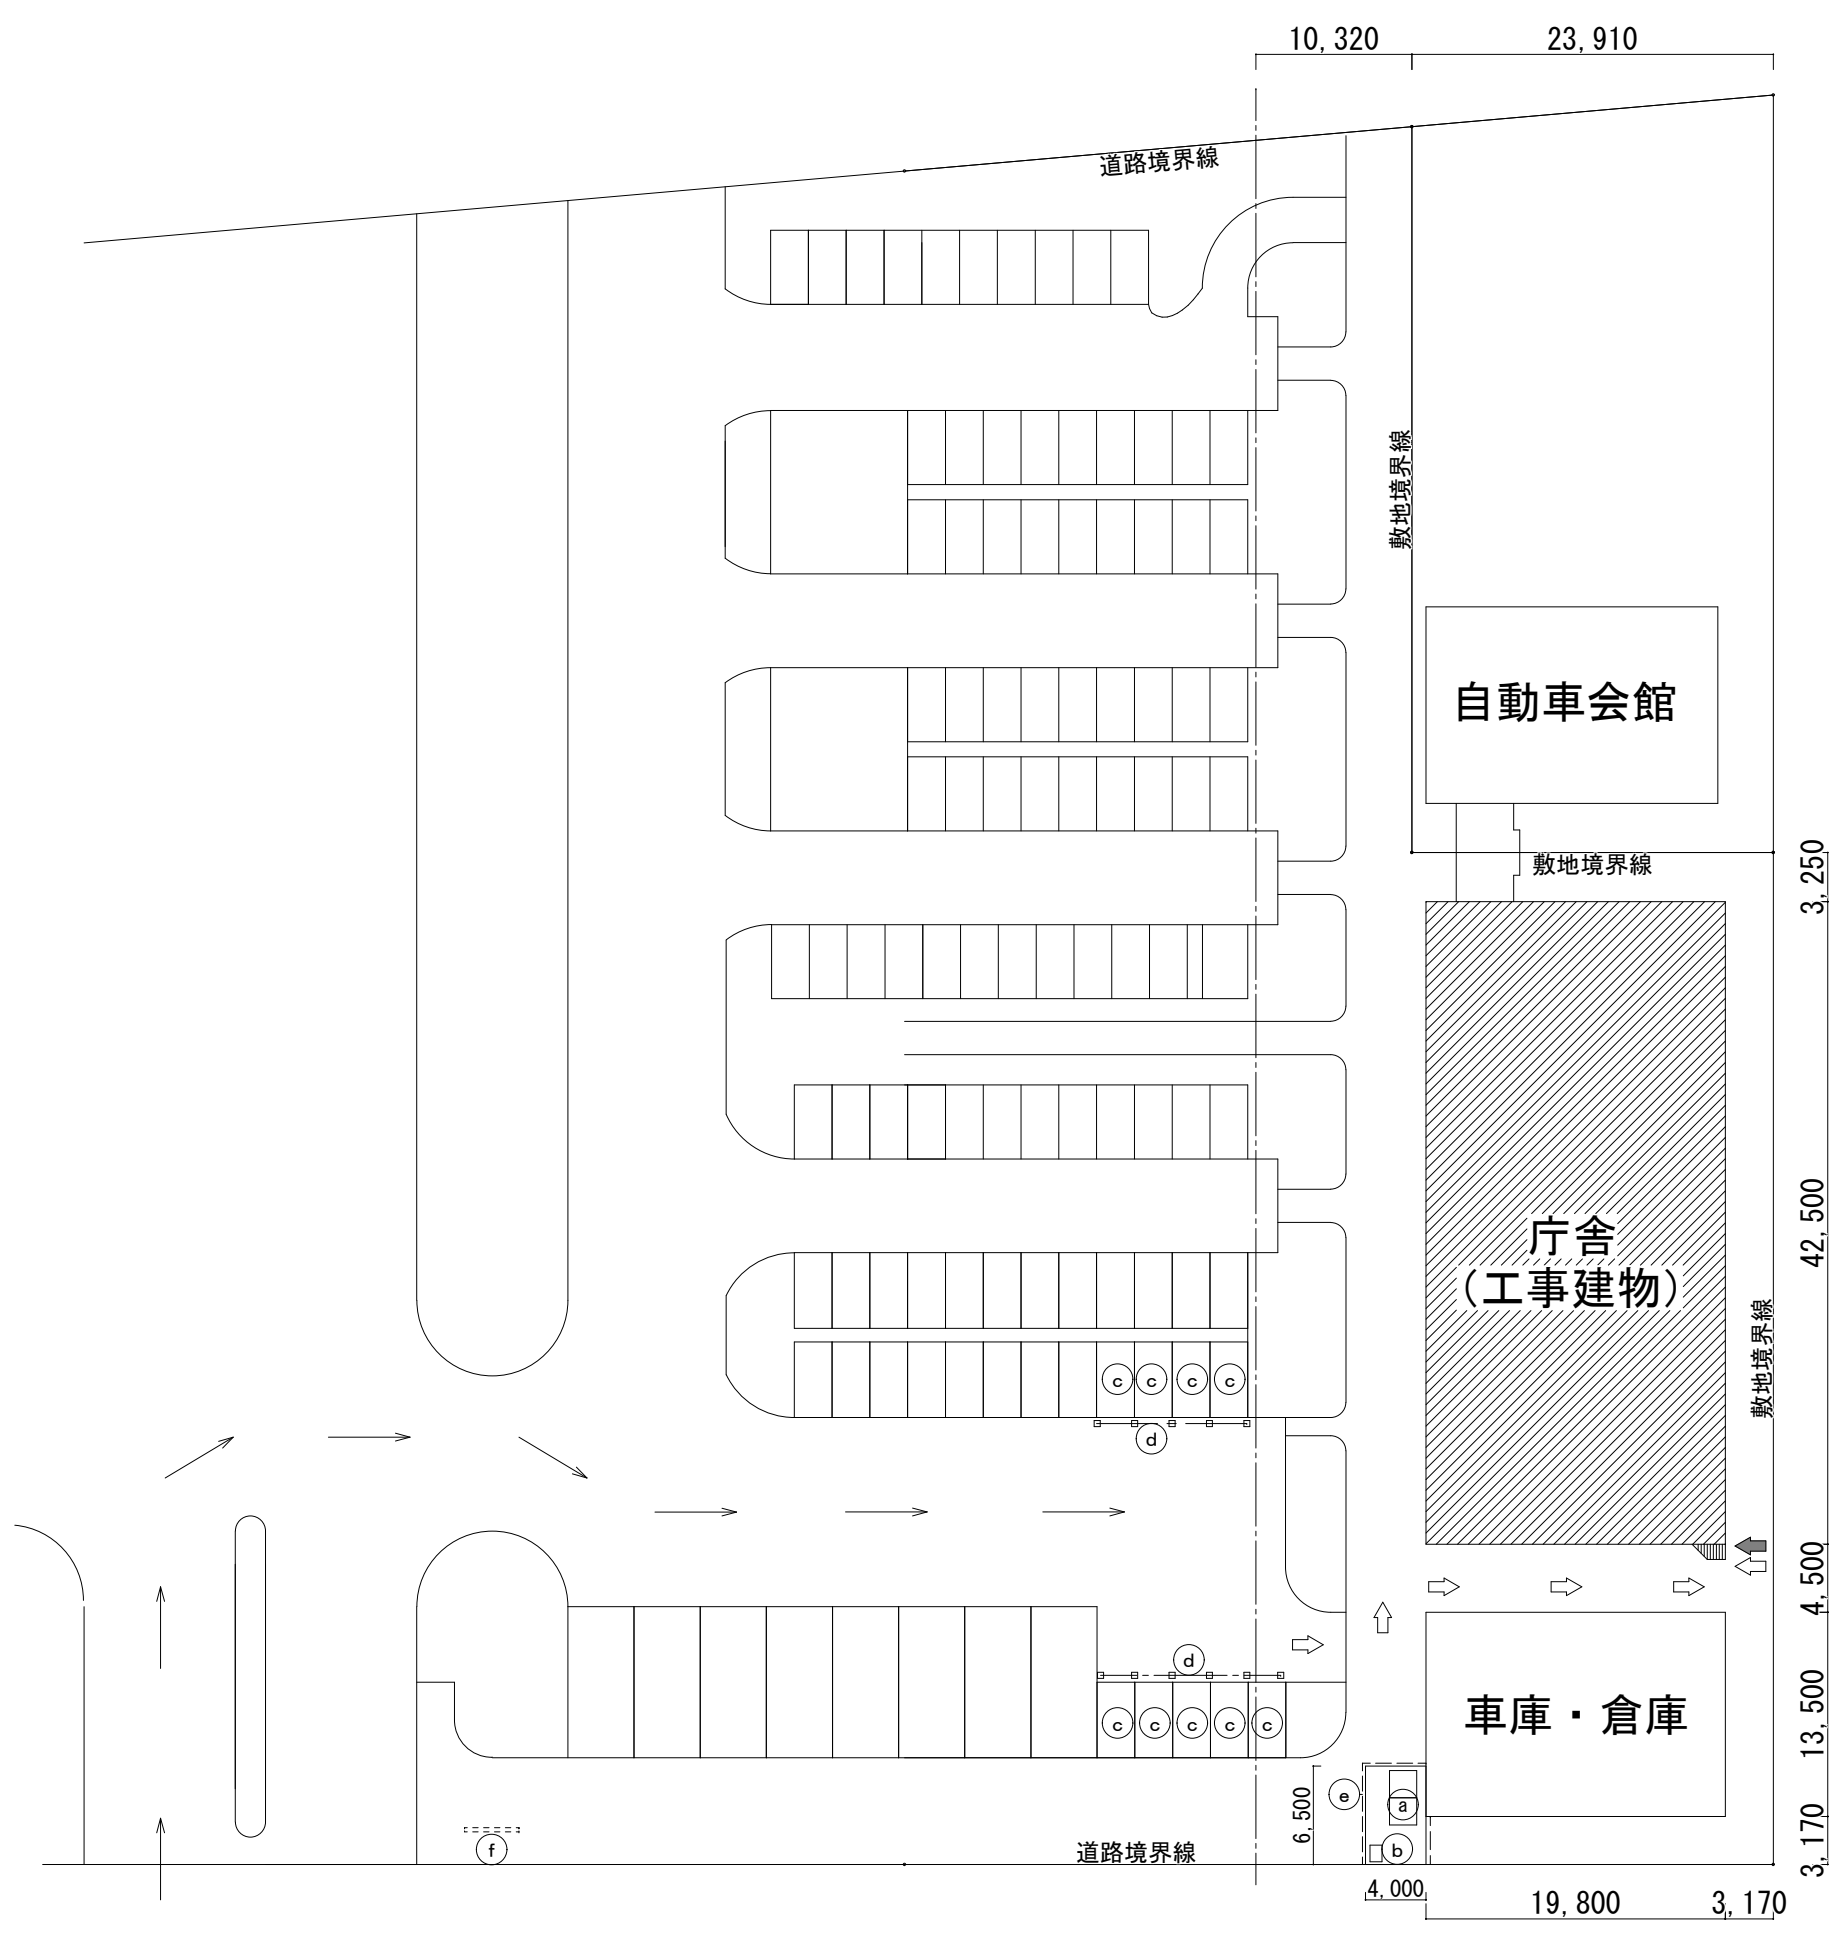 10,320
23,910
道路境界線
敷地境界線
自動車会館
3,250
敷地境界線
42,500
庁舎
（工事建物）
敷地境界線
c c c c
d
4,500
d
13,500
車庫・倉庫
c c c c c
e
a
6,500
3,170
f
b
道路境界線
4,000
19,800
3,170